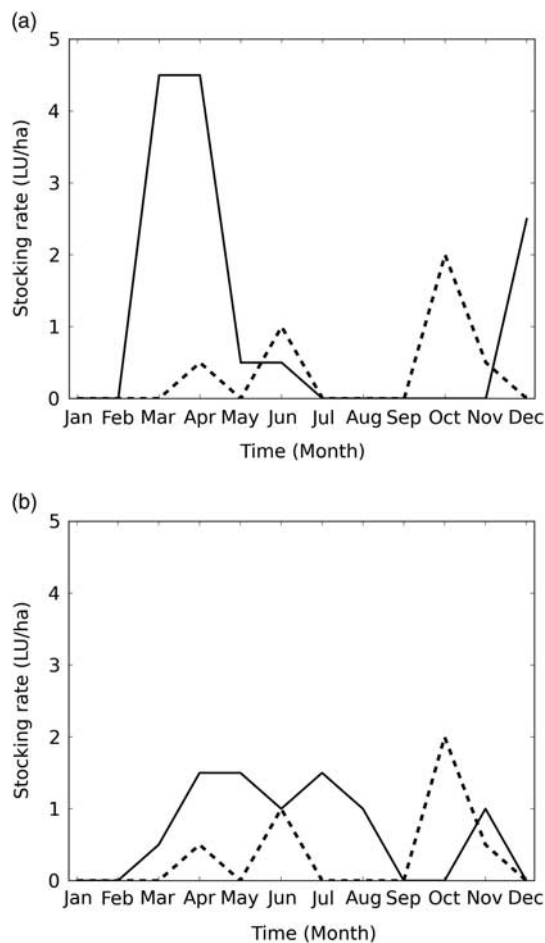 (a)
5
4
3
2
1
0
Stocking rate (LU/ha)
Jan Feb Mar Apr May Jun Jul Aug Sep Oct Nov Dec
Time (Month)
(b)
5
4
3
2
1
0
Stocking rate (LU/ha)
Jan Feb Mar Apr May Jun Jul Aug Sep Oct Nov Dec
Time (Month)